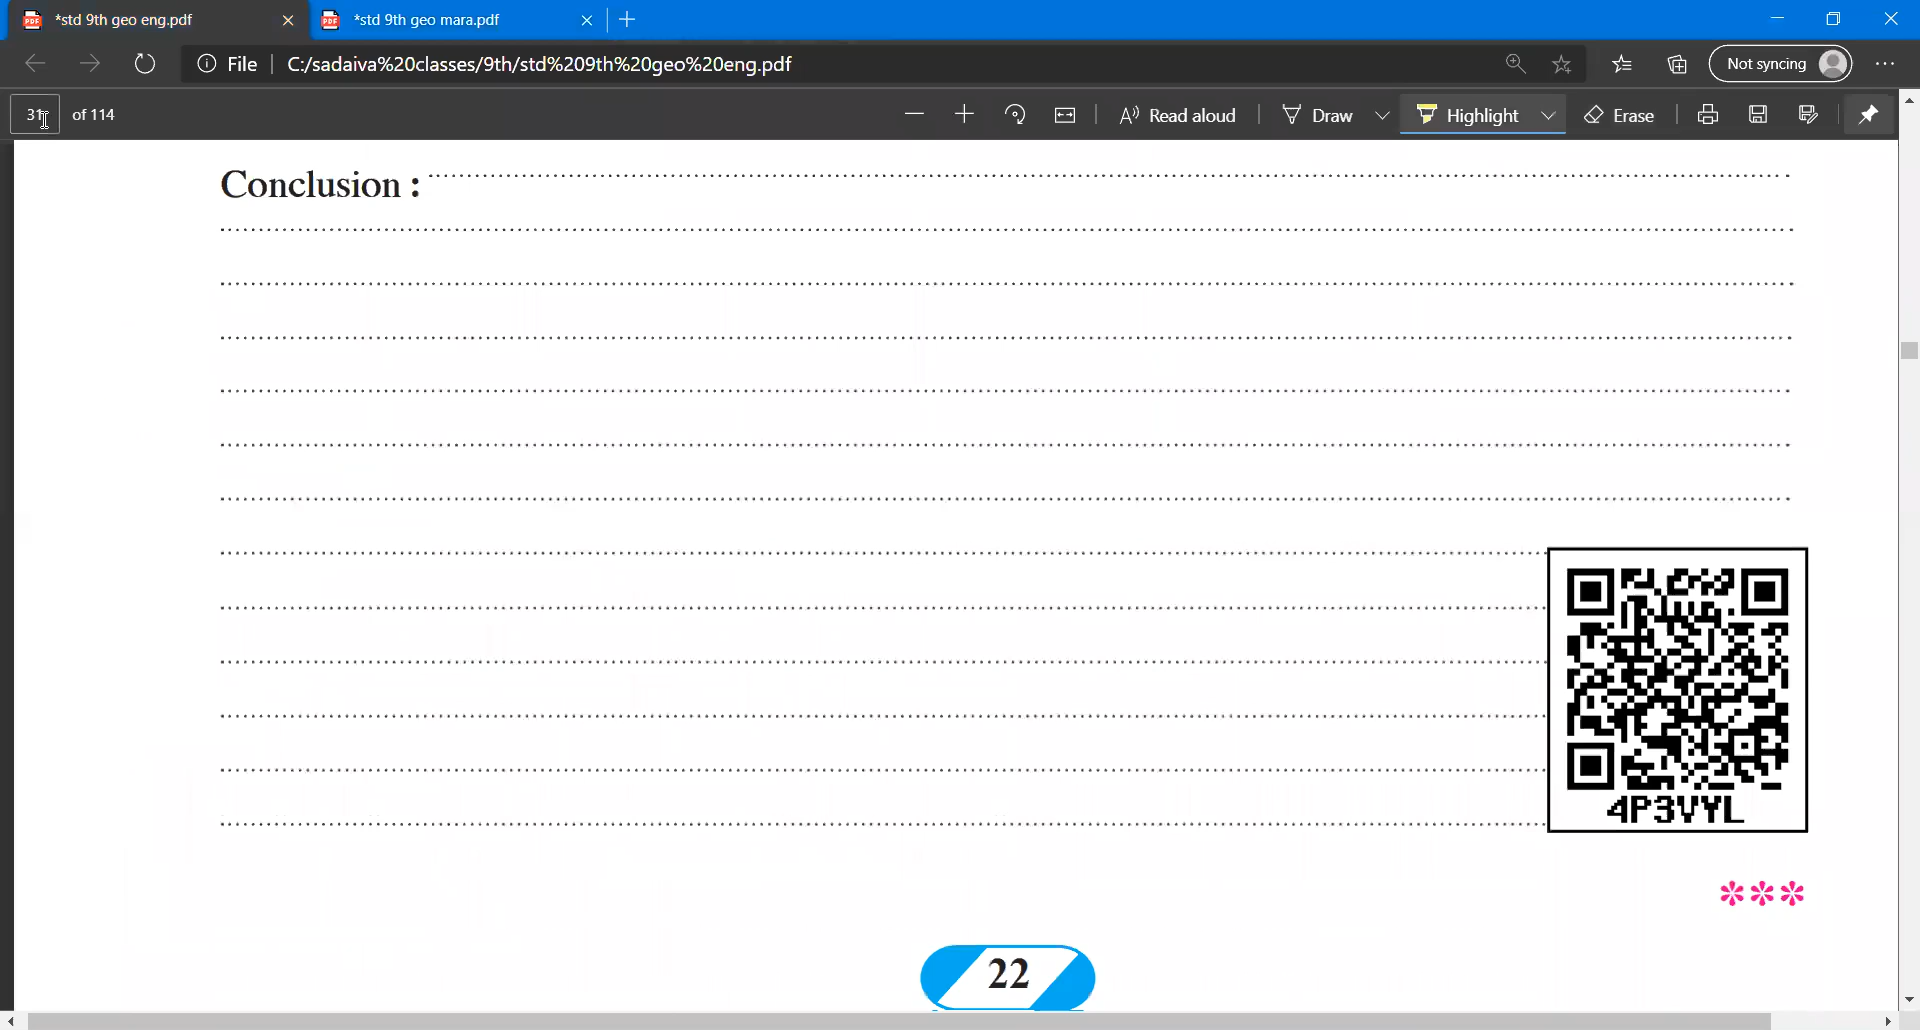 *std 9th geo eng.pdf
*std 9th geo mara.pdf
File
C:/sadaiva%20classes/9th/std%209th%20geo%20eng.pdf
Not syncing
31
of 114
Read aloud
Draw
Highlight
Erase
Conclusion :
4P3VYL
***
22